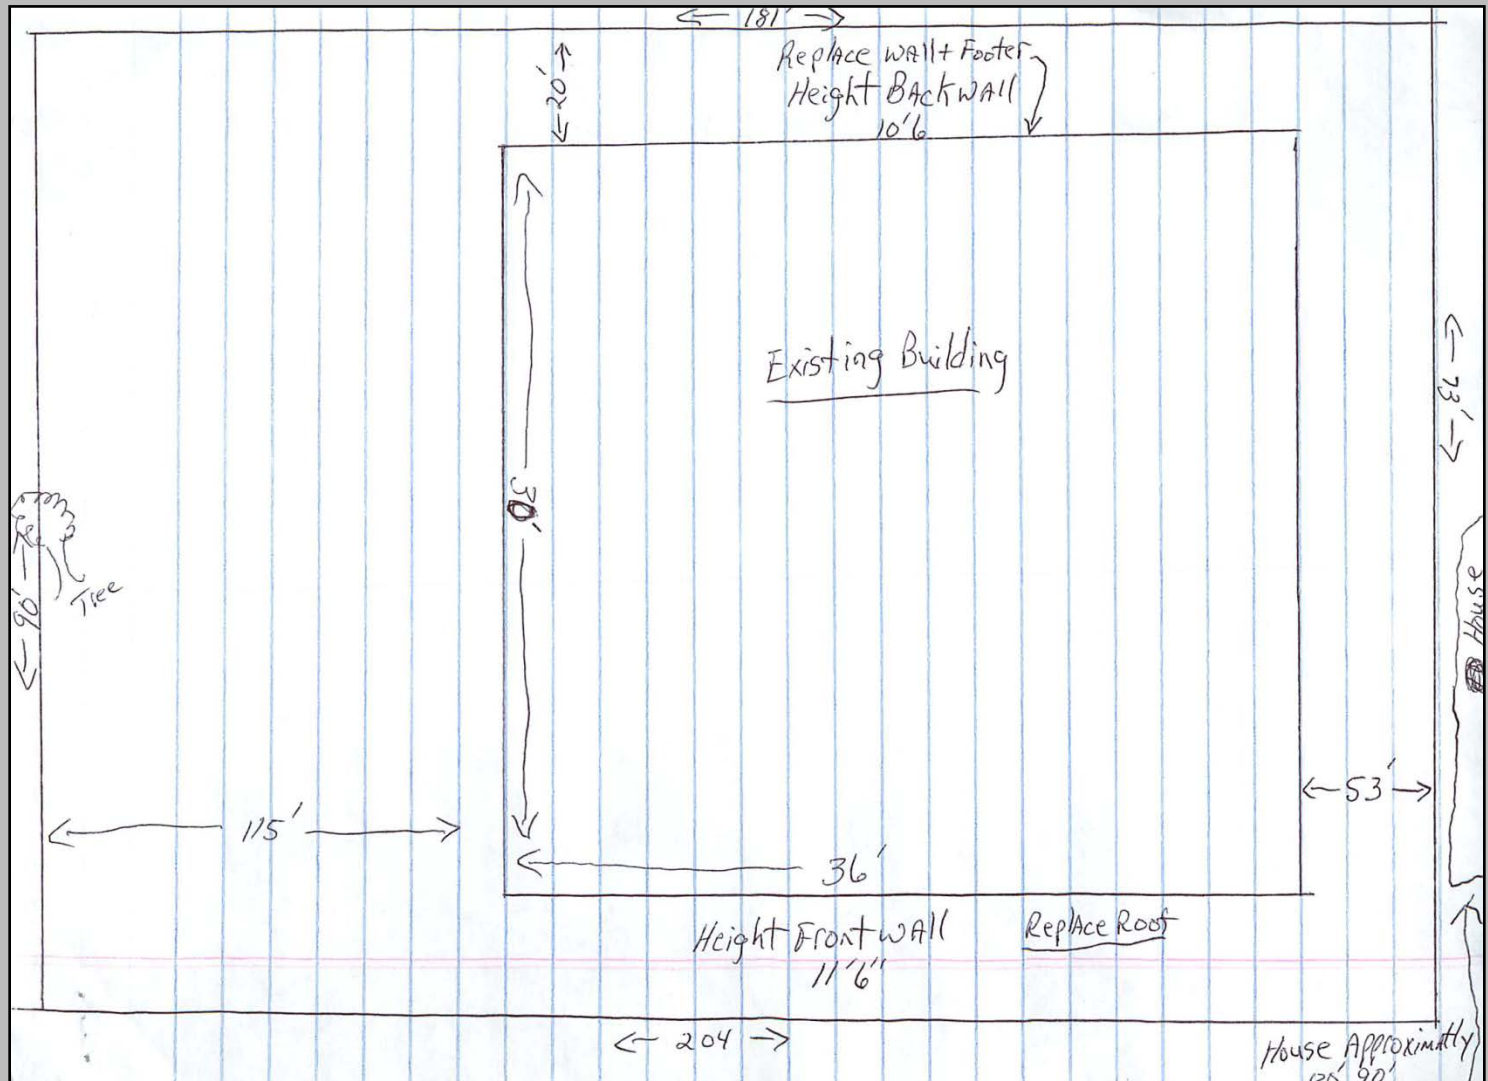 181'
20'
Replace wall + Footer
Height Back wall
10'6
Existing Building
73'
30'
Tree
90'
House
115'
53'
36'
Height Front wall
11'6"
Replace Roof
204
House Approximatly
90'